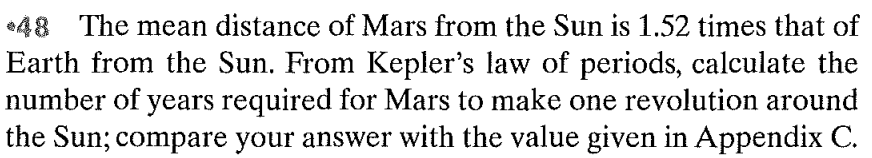 •48 The mean distance of Mars from the Sun is 1.52 times that of
Earth from the Sun. From Kepler's law of periods, calculate the
number of years required for Mars to make one revolution around
the Sun; compare your answer with the value given in Appendix C.